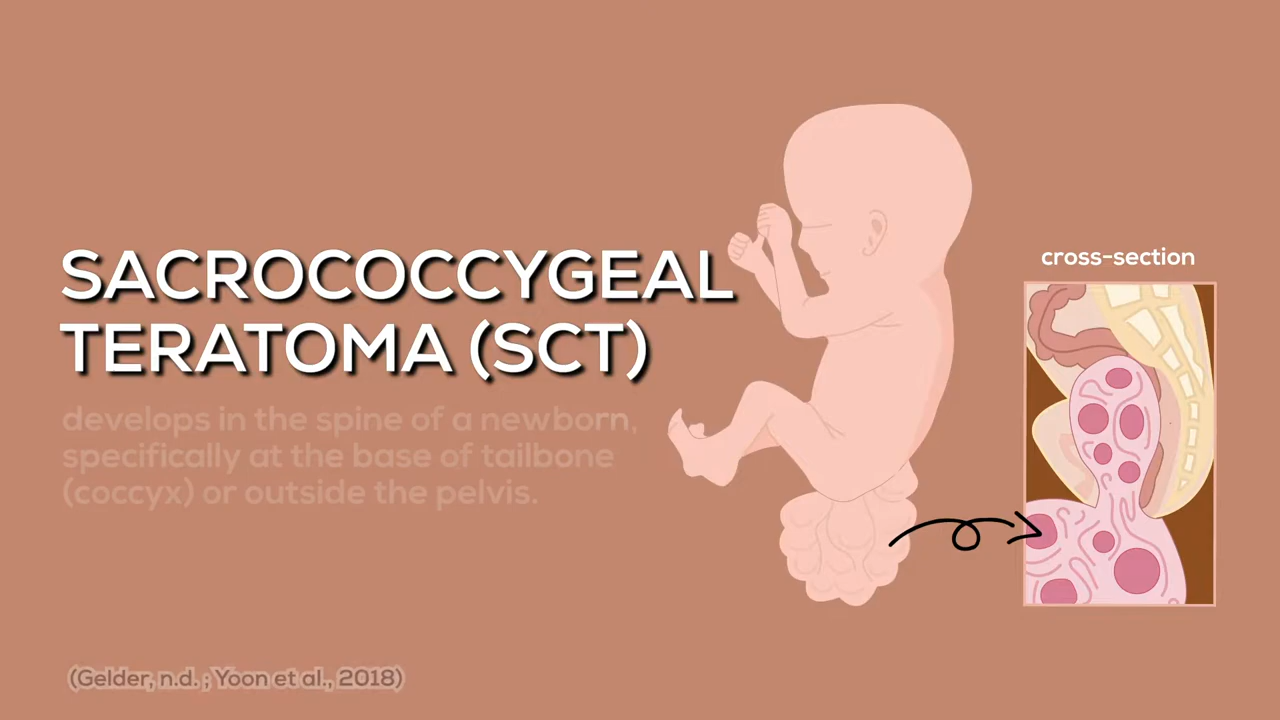 SACROCOCCYGEAL
TERATOMA (SCT)
develops in the spine of a newborn,
specifically at the base of tailbone
(coccyx) or outside the pelvis.
cross-section
(Gelder, n.d. ; Yoon et al., 2018)